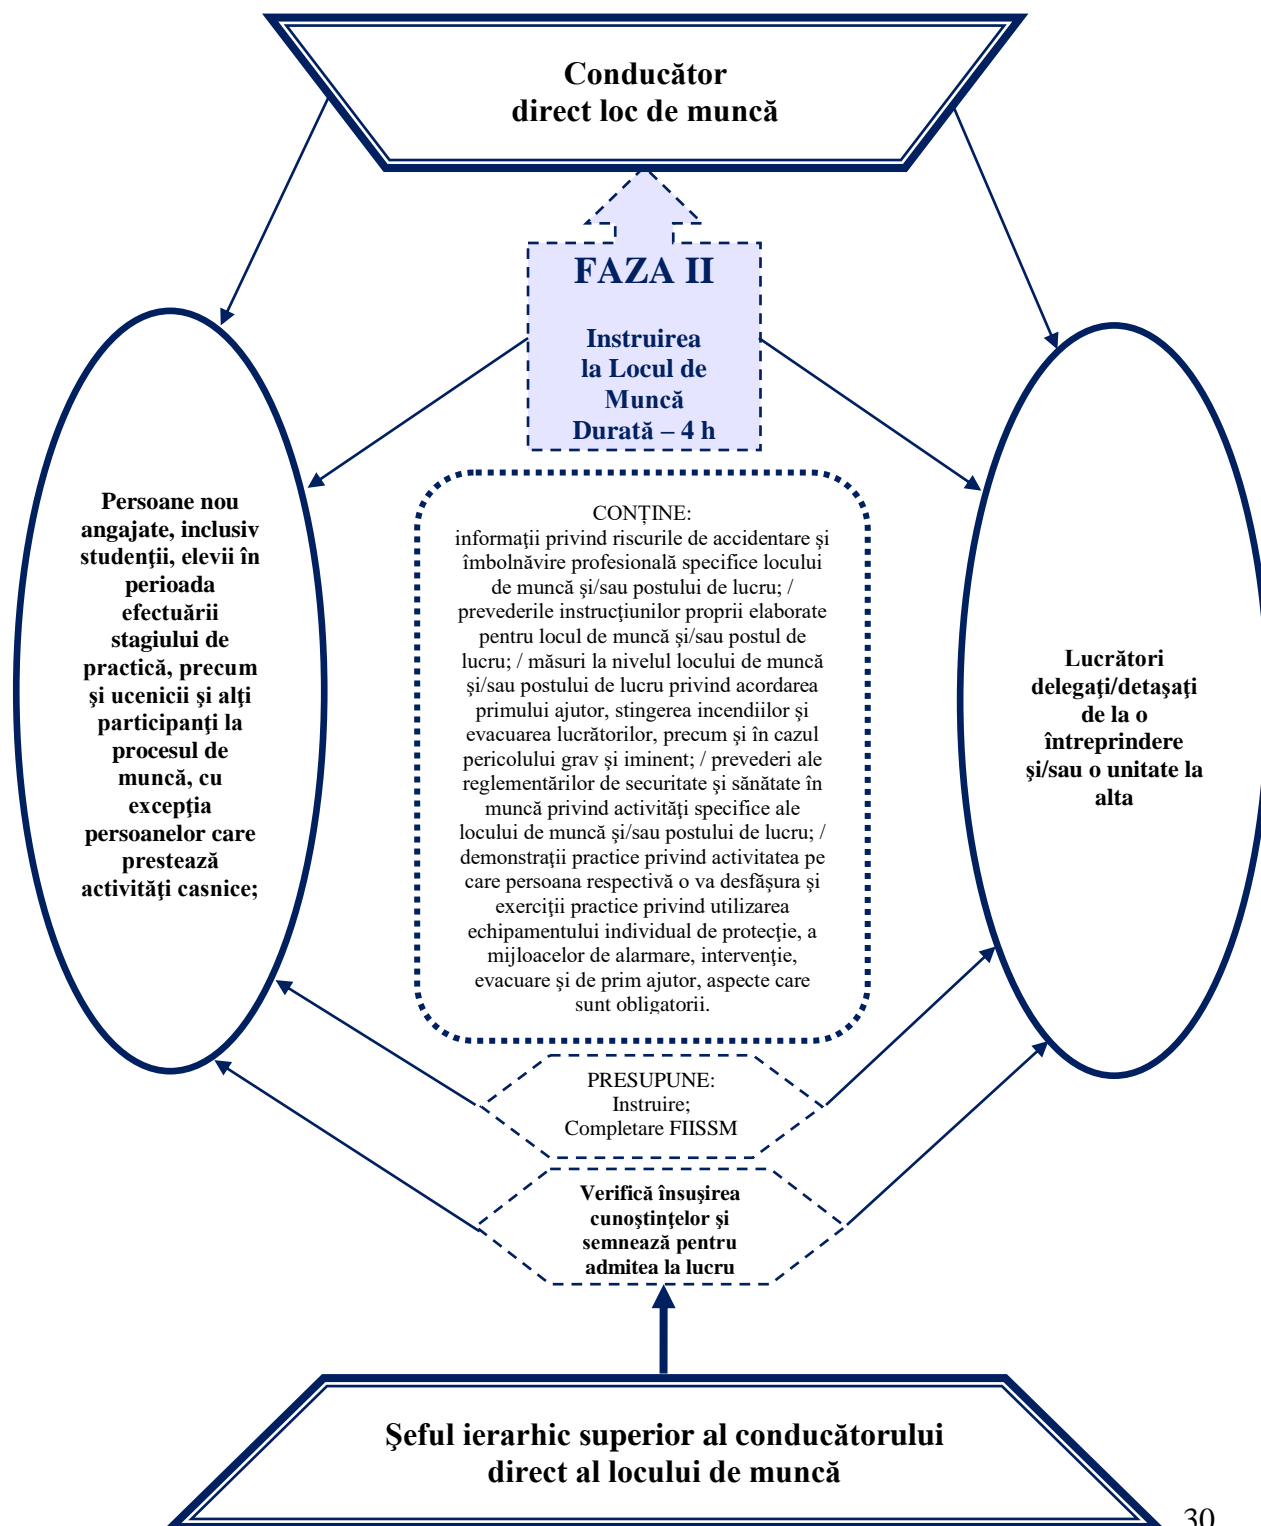 Conducător
direct loc de muncă
FAZA II
Instruirea
la Locul de
Muncă
Durată – 4 h
Persoane nou
angajate, inclusiv
studenţii, elevii în
perioada
efectuării
stagiului de
practică, precum
şi ucenicii şi alţi
participanţi la
procesul de
muncă, cu
excepţia
persoanelor care
prestează
activităţi casnice;
CONȚINE:
informaţii privind riscurile de accidentare şi
îmbolnăvire profesională specifice locului
de muncă şi/sau postului de lucru; /
prevederile instrucţiunilor proprii elaborate
pentru locul de muncă şi/sau postul de
lucru; / măsuri la nivelul locului de muncă
şi/sau postului de lucru privind acordarea
primului ajutor, stingerea incendiilor şi
evacuarea lucrătorilor, precum şi în cazul
pericolului grav şi iminent; / prevederi ale
reglementărilor de securitate şi sănătate în
muncă privind activităţi specifice ale
locului de muncă şi/sau postului de lucru; /
demonstraţii practice privind activitatea pe
care persoana respectivă o va desfăşura şi
exerciţii practice privind utilizarea
echipamentului individual de protecţie, a
mijloacelor de alarmare, intervenţie,
evacuare şi de prim ajutor, aspecte care
sunt obligatorii.
Lucrători
delegaţi/detaşaţi
de la o
întreprindere
şi/sau o unitate la
alta
PRESUPUNE:
Instruire;
Completare FIISSM
Verifică însuşirea
cunoştinţelor şi
semnează pentru
admitea la lucru
Şeful ierarhic superior al conducătorului
direct al locului de muncă
30